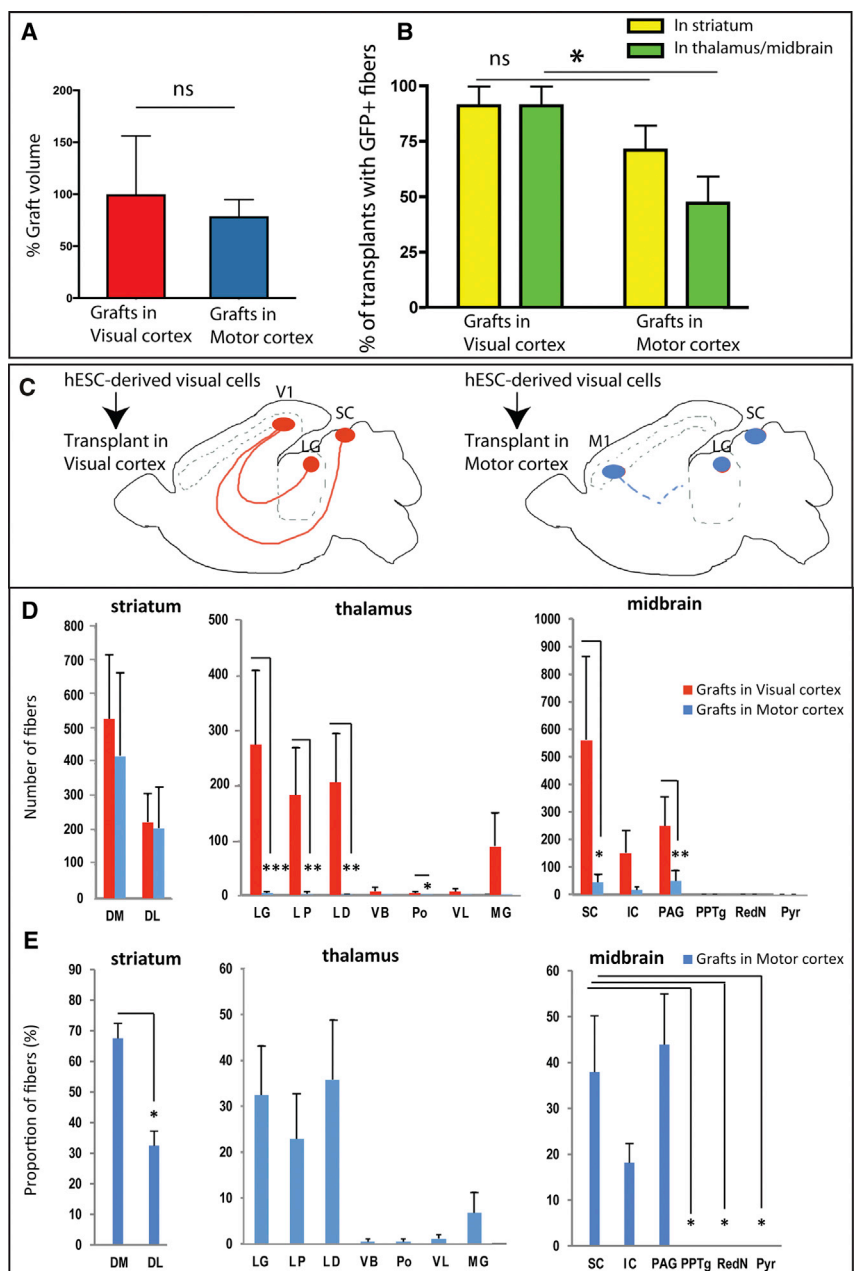 A
ns
% Graft volume
200
150
100
50
0
Grafts in
Visual cortex
Grafts in
Motor cortex
B
In striatum
In thalamus/midbrain
ns
*
% of transplants with GFP+ fibers
100
75
50
25
0
Grafts in
Visual cortex
Grafts in
Motor cortex
C
hESC-derived visual cells
Transplant in
Visual cortex
V1
SC
LG
hESC-derived visual cells
Transplant in
Motor cortex
M1
SC
LG
D
striatum
Number of fibers
800
700
600
500
400
300
200
100
0
DM DL
thalamus
500
400
300
200
100
0
*** ** ** *
LG LP LD VB Po VL MG
midbrain
1000
900
800
700
600
500
400
300
200
100
0
Grafts in Visual cortex
Grafts in Motor cortex
* **
SC IC PAG PPTg RedN Pyr
E
striatum
Proportion of fibers (%)
90
80
70
60
50
40
30
20
10
0
*
DM DL
thalamus
60
50
40
30
20
10
0
LG LP LD VB Po VL MG
midbrain
Grafts in Motor cortex
60
50
40
30
20
10
0
* * *
SC IC PAG PPTg RedN Pyr